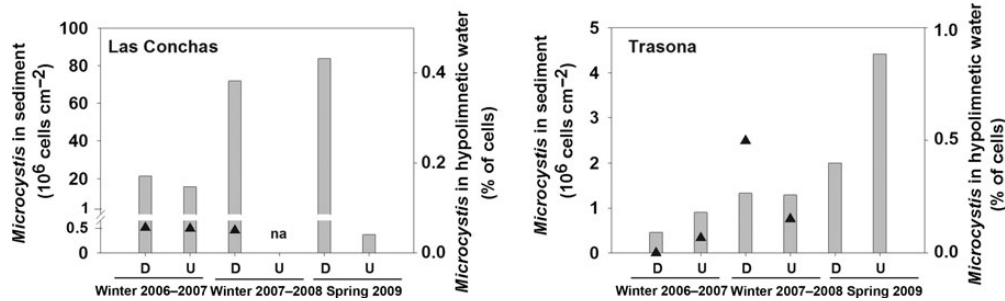 Las Conchas
Microcystis in sediment
(10⁶ cells cm⁻²)
100
80
60
40
20
1
0.5
0
0.4
0.2
0.0
Microcystis in hypolimnetic water
(% of cells)
na
D U D U D U
Winter 2006–2007 Winter 2007–2008 Spring 2009
Trasona
Microcystis in sediment
(10⁶ cells cm⁻²)
5
4
3
2
1
0
1.0
0.5
0.0
Microcystis in hypolimnetic water
(% of cells)
D U D U D U
Winter 2006–2007 Winter 2007–2008 Spring 2009